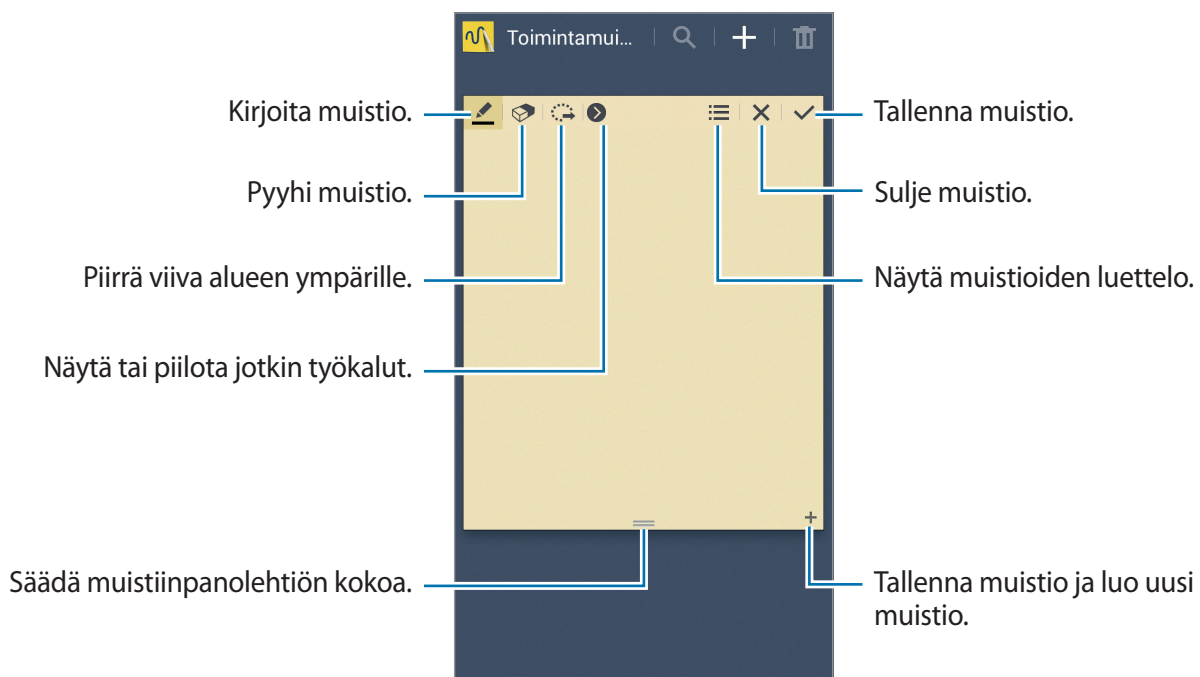 Toimintamui...
Kirjoita muistio.
Tallenna muistio.
Pyyhi muistio.
Sulje muistio.
Piirrä viiva alueen ympärille.
Näytä muistioiden luettelo.
Näytä tai piilota jotkin työkalut.
Säädä muistiinpanolehtiön kokoa.
Tallenna muistio ja luo uusi
muistio.